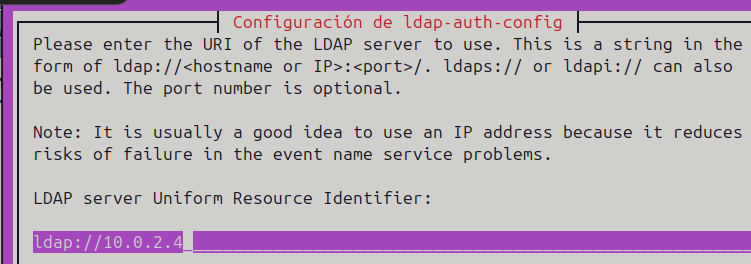 Configuración de ldap-auth-config
Please enter the URI of the LDAP server to use. This is a string in the
form of ldap://<hostname or IP>:<port>/. ldaps:// or ldapi:// can also
be used. The port number is optional.
Note: It is usually a good idea to use an IP address because it reduces
risks of failure in the event name service problems.
LDAP server Uniform Resource Identifier:
ldap://10.0.2.4